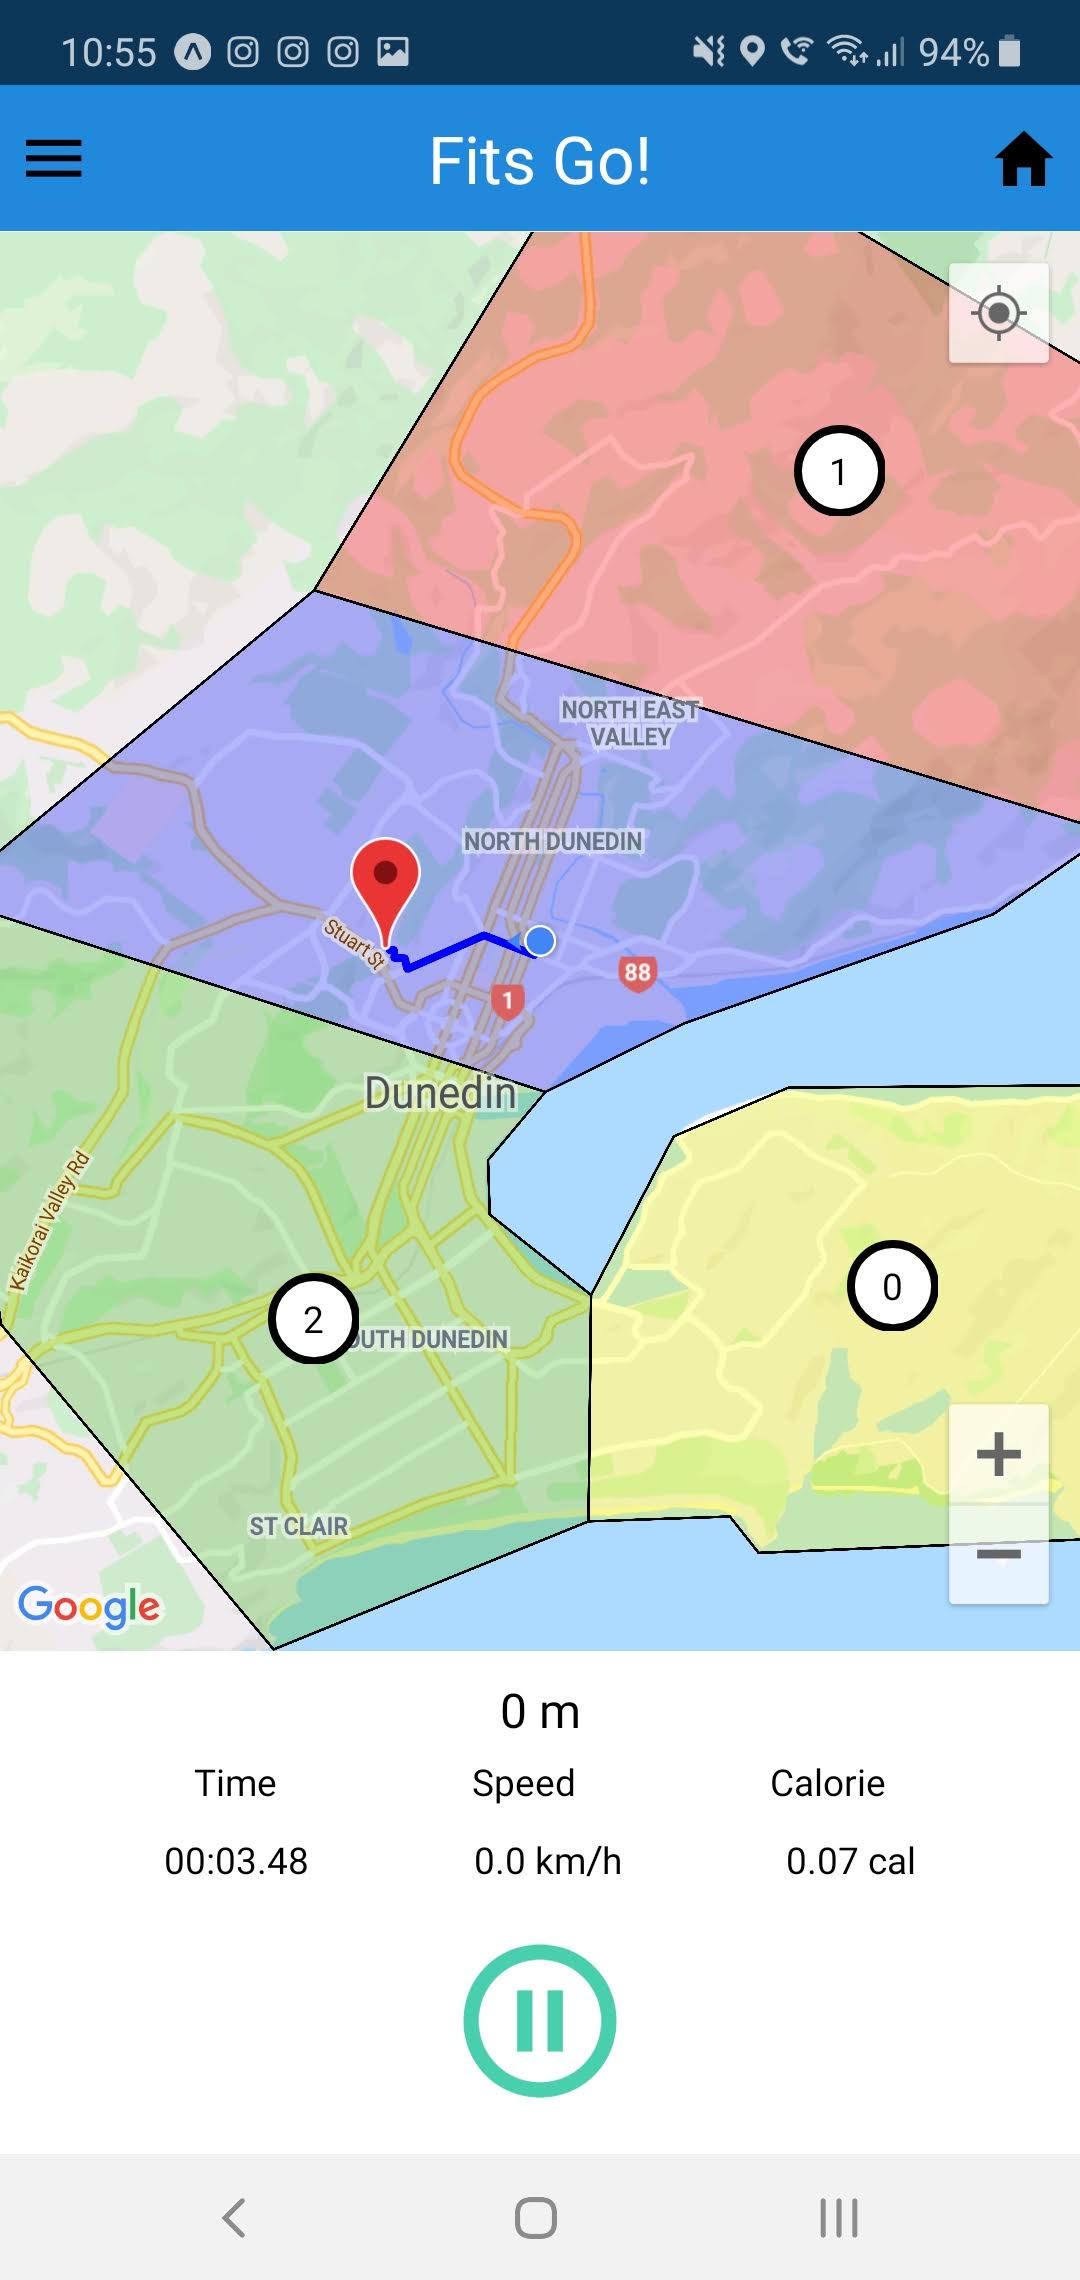 10:55
94%
Fits Go!
1
NORTH EAST
VALLEY
NORTH DUNEDIN
Stuart St
88
1
Dunedin
Kaikorai Valley Rd
0
2
OUTH DUNEDIN
ST CLAIR
+
−
Google
0 m
Time Speed Calorie
00:03.48 0.0 km/h 0.07 cal